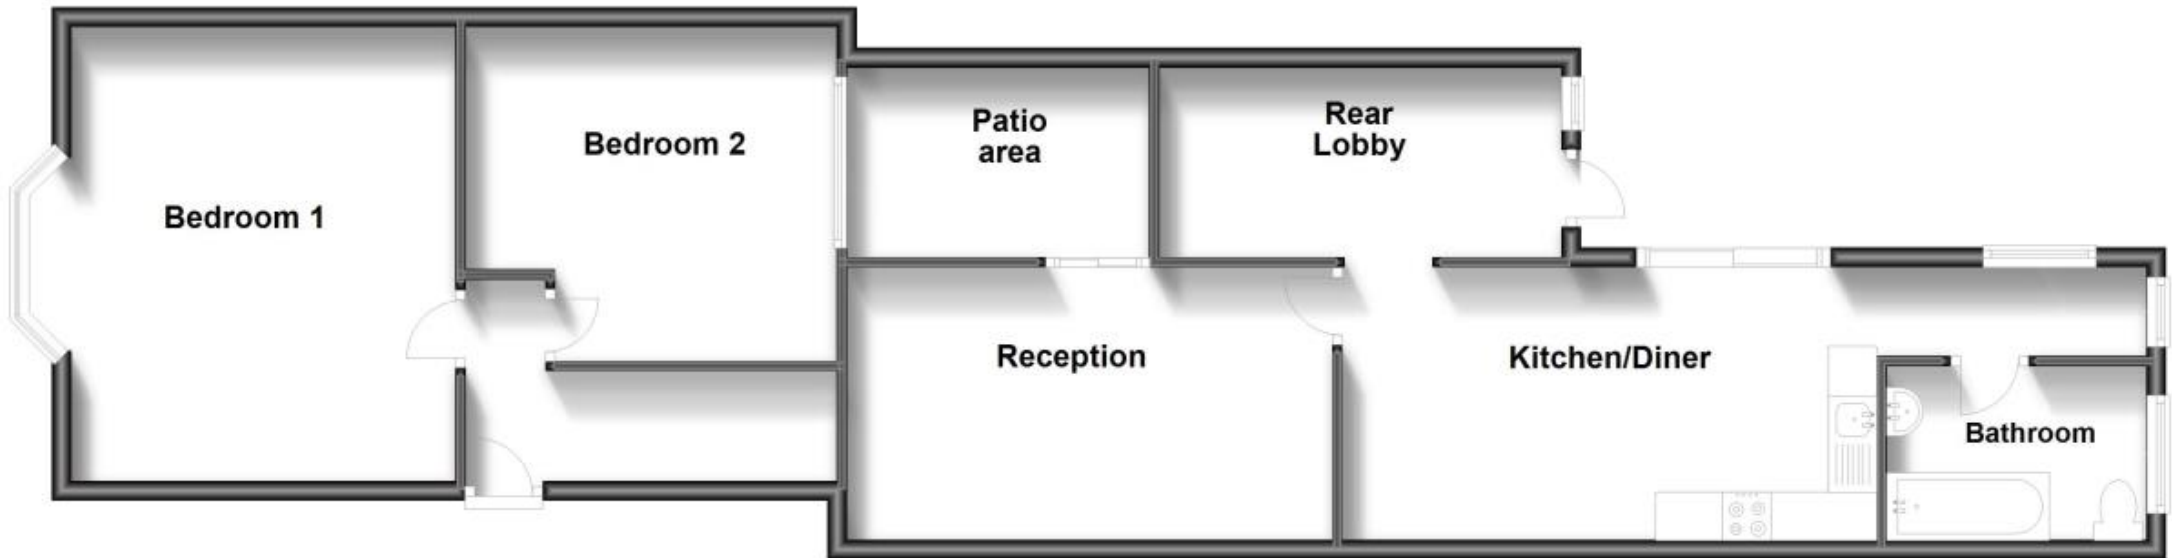 Bedroom 1
Bedroom 2
Patio
area
Rear
Lobby
Reception
Kitchen/Diner
Bathroom